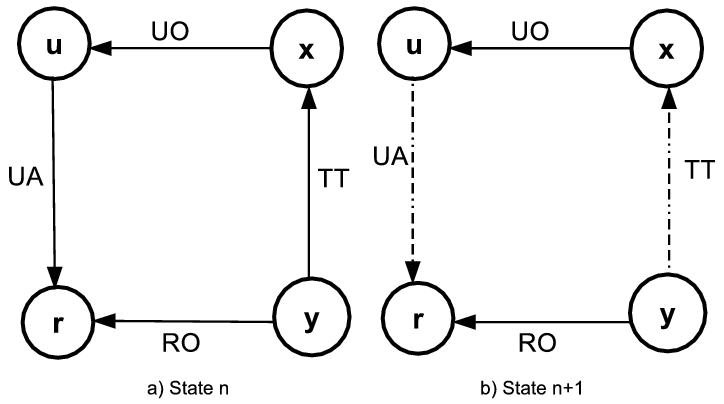 UO
UO
u
x
u
x
UA
TT
UA
TT
r
y
r
y
RO
RO
a) State n
b) State n+1